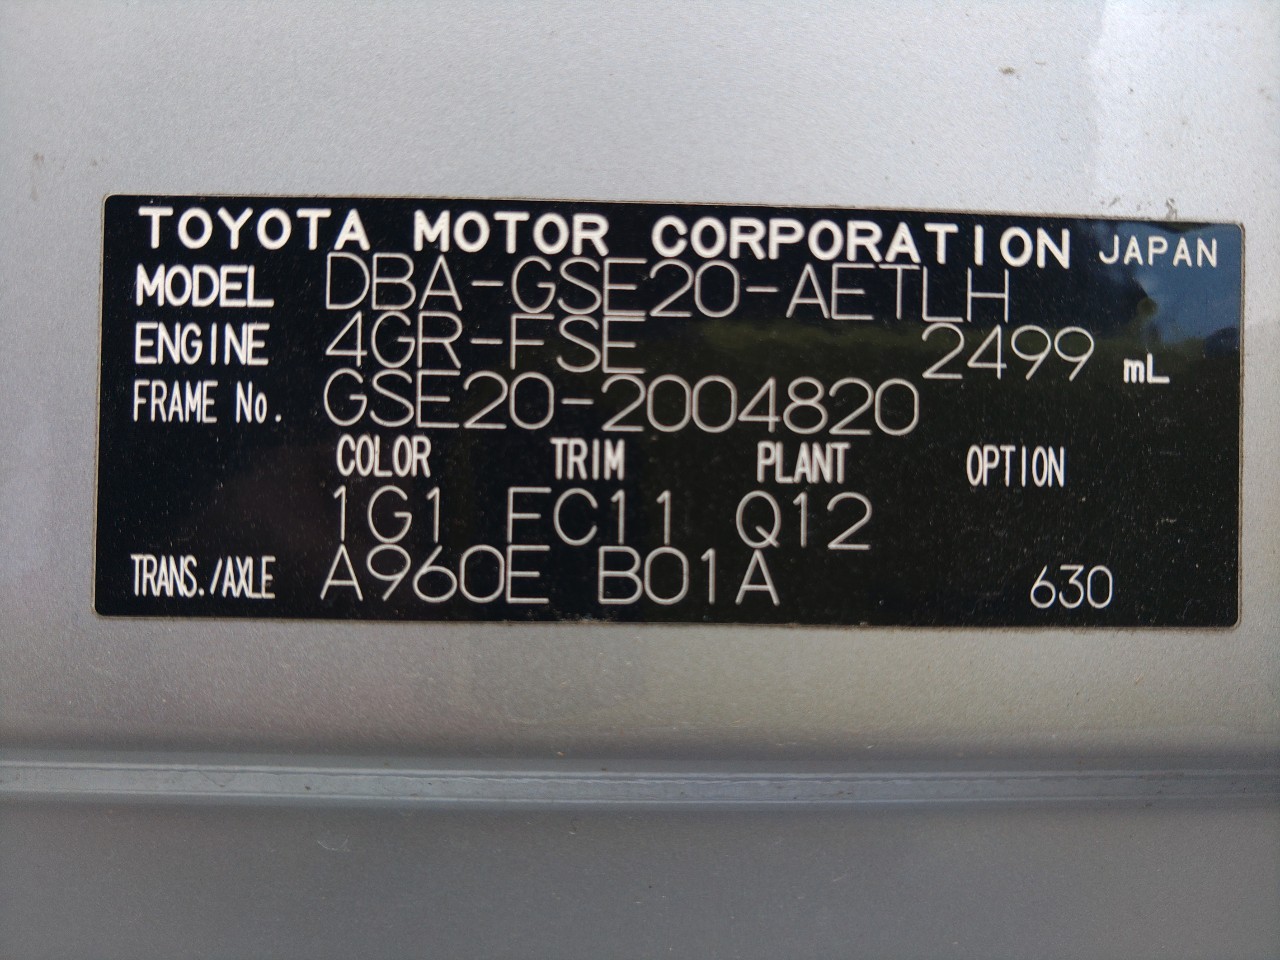 TOYOTA MOTOR CORPORATION JAPAN
MODEL DBA-GSE20-AETLH
ENGINE 4GR-FSE 2499 mL
FRAME No. GSE20-2004820
COLOR TRIM PLANT OPTION
1G1 FC11 Q12
TRANS./AXLE A960E B01A 630